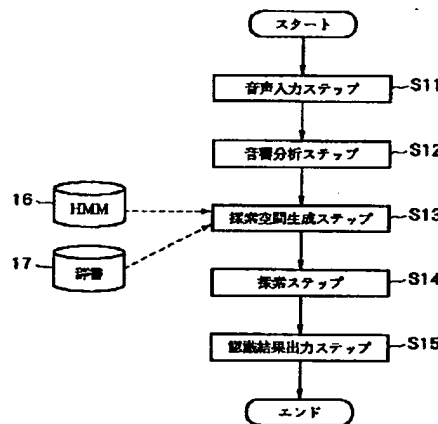 スタート
音声入力ステップ S11
音響分析ステップ S12
16 HMM
探索空間生成ステップ S13
17 辞書
探索ステップ S14
認識結果出力ステップ S15
エンド